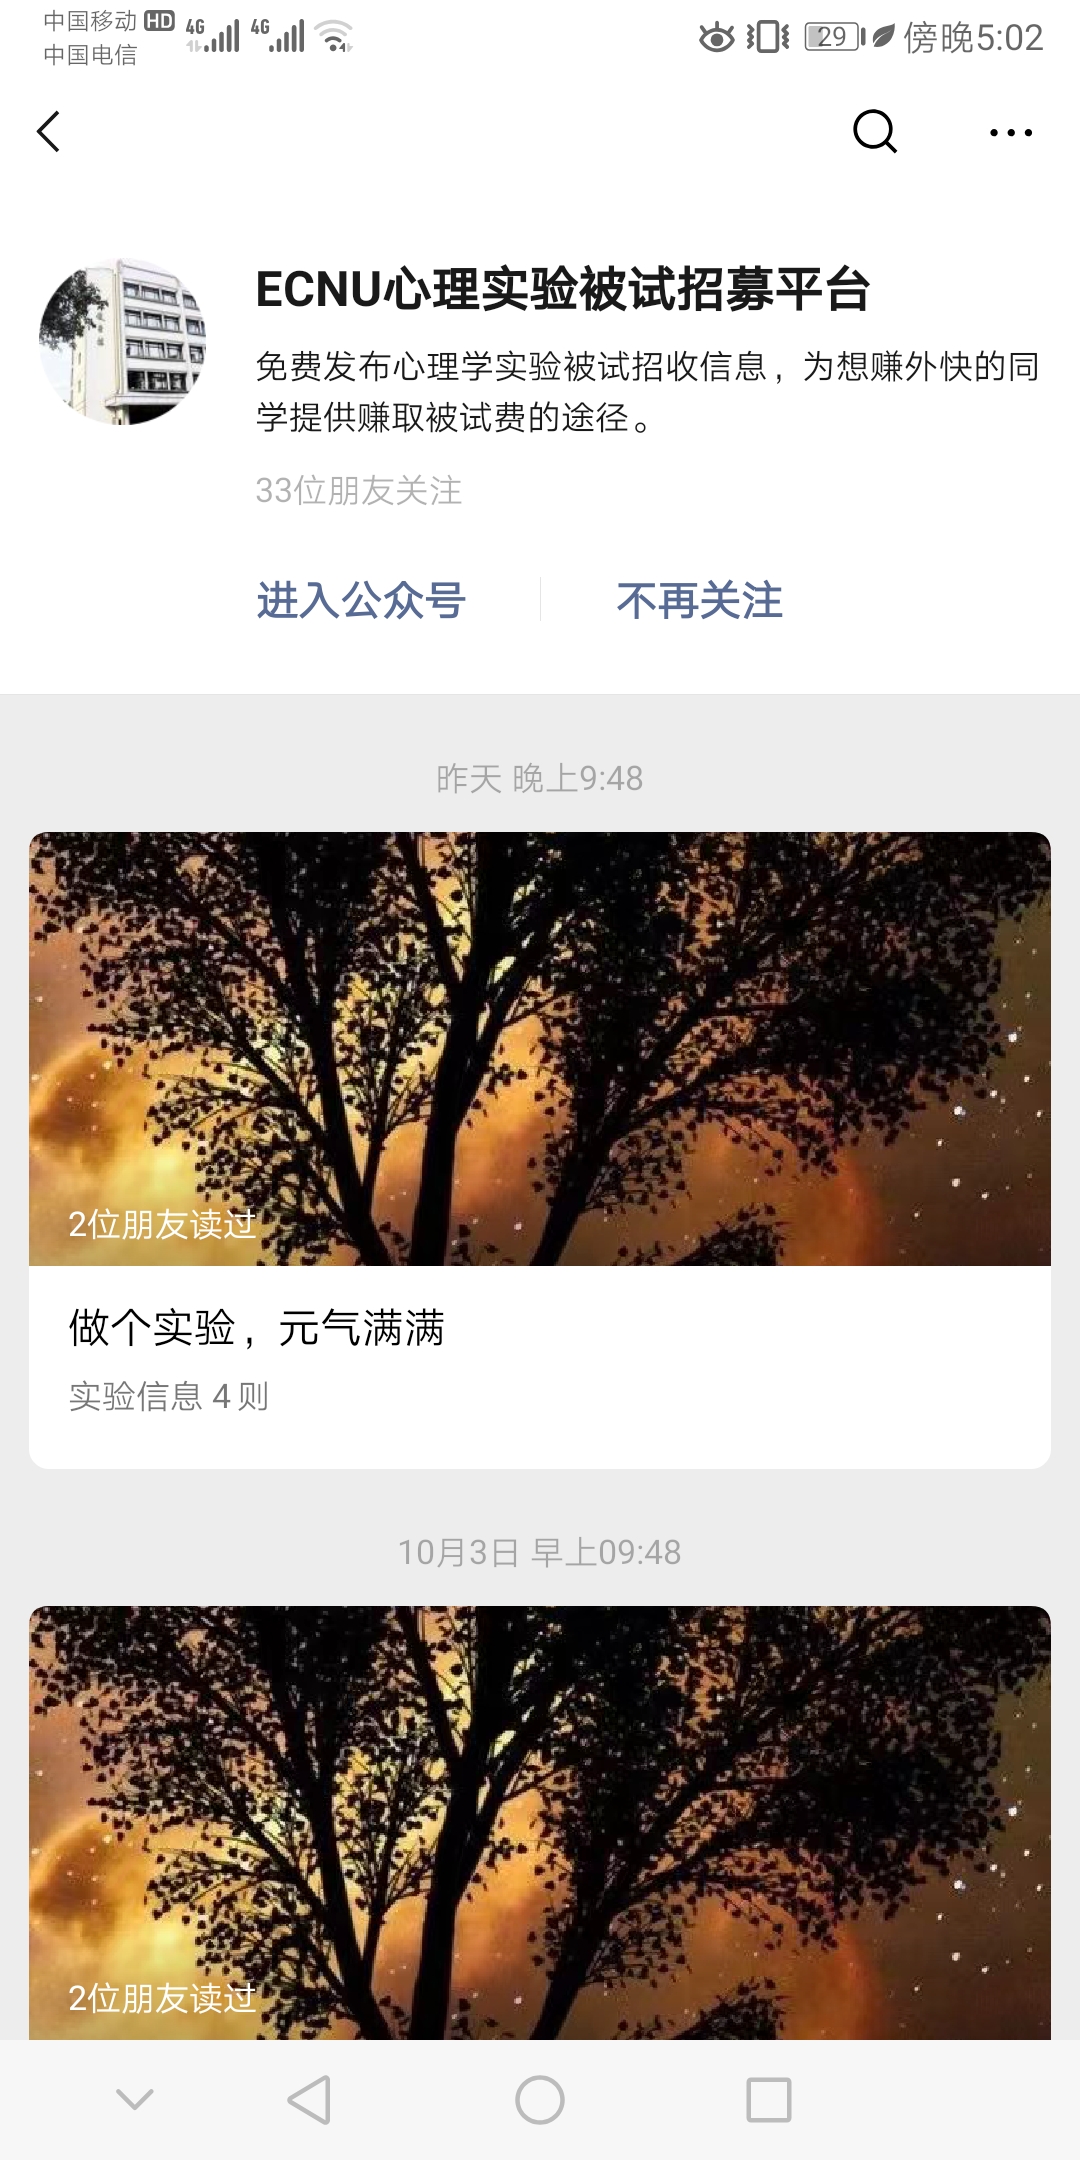 中国移动 HD 4G 4G
中国电信
29 傍晚5:02
ECNU心理实验被试招募平台
免费发布心理学实验被试招收信息，为想赚外快的同
学提供赚取被试费的途径。
33位朋友关注
进入公众号
不再关注
昨天 晚上9:48
2位朋友读过
做个实验，元气满满
实验信息 4 则
10月3日 早上09:48
2位朋友读过